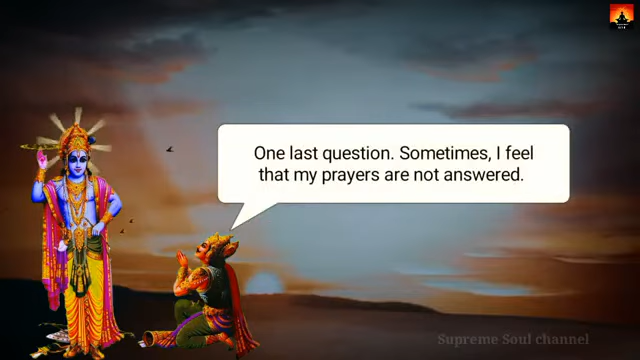 One last question. Sometimes, I feel
that my prayers are not answered.
Supreme Soul channel